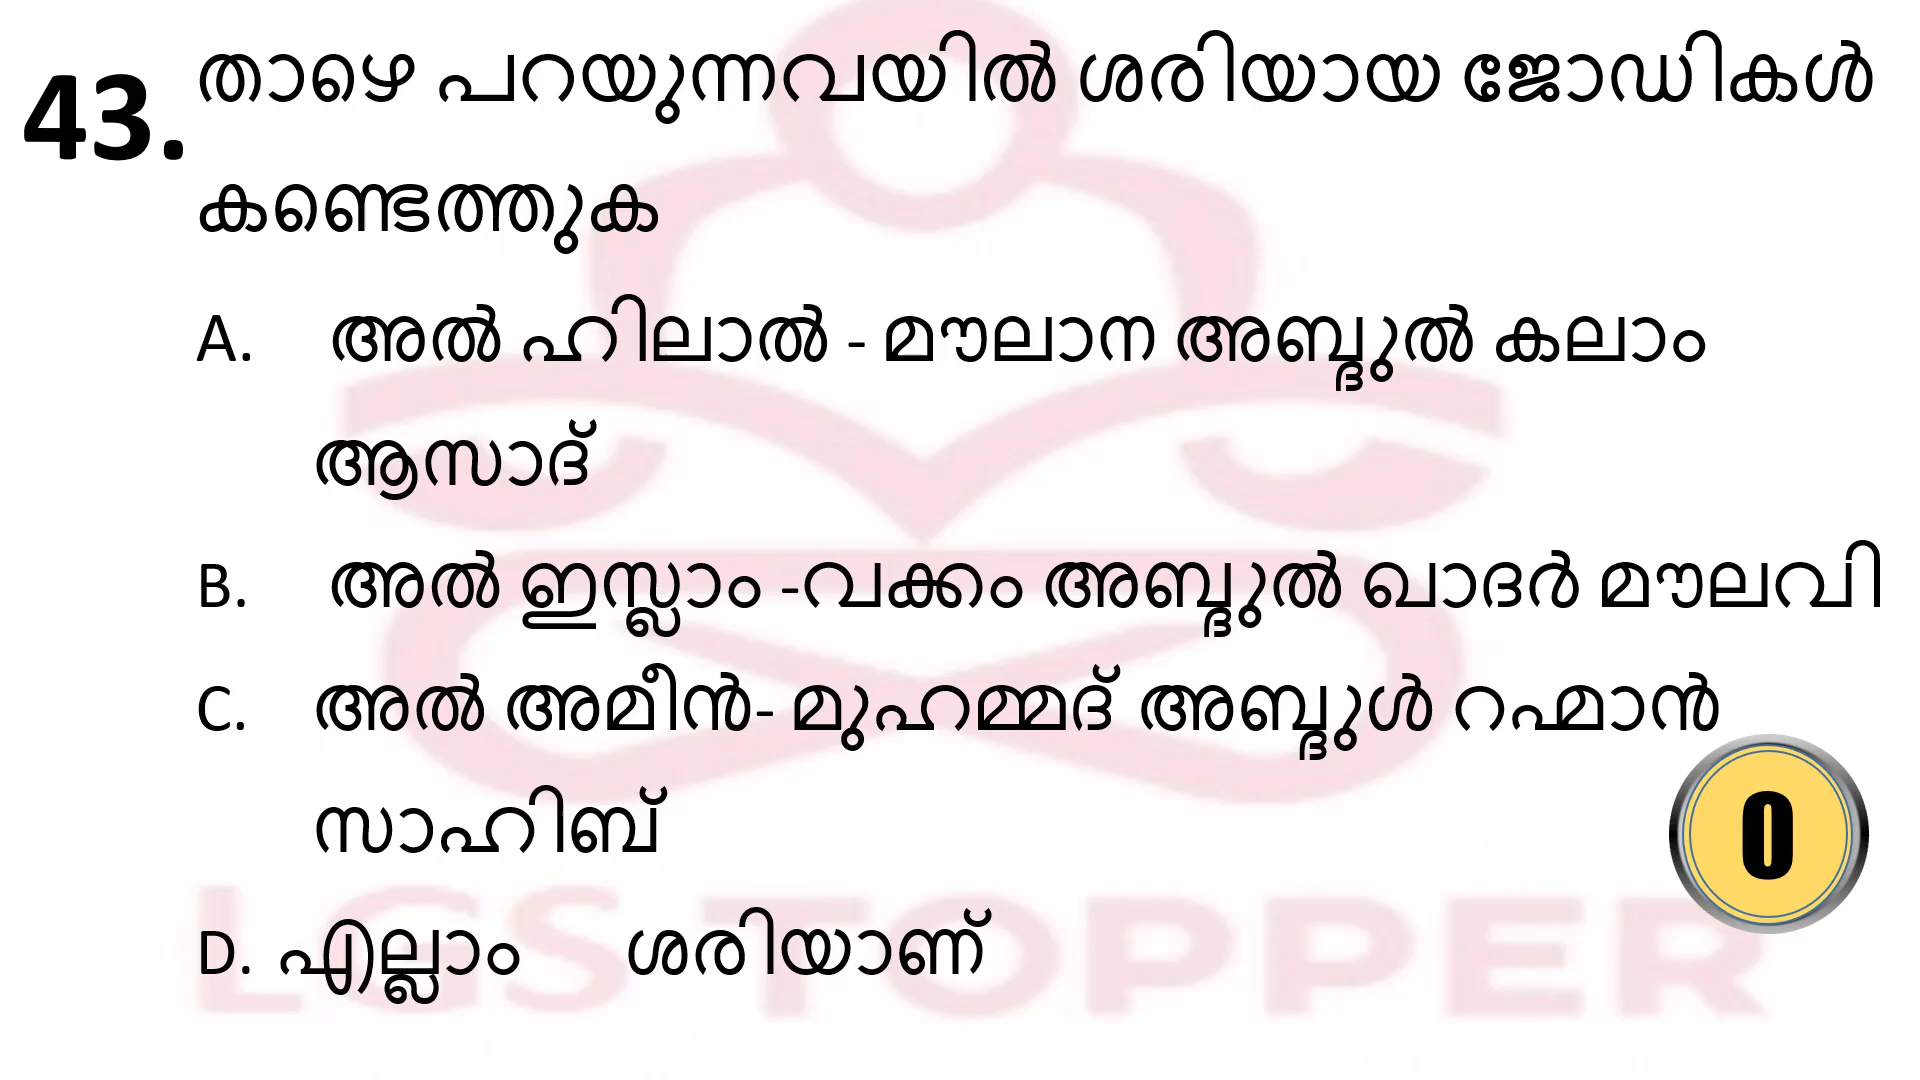 43. താഴെ പറയുന്നവയിൽ ശരിയായ ജോഡികൾ
കണ്ടെത്തുക
A. അൽ ഹിലാൽ - മൗലാന അബ്ദുൽ കലാം
ആസാദ്
B. അൽ ഇസ്ലാം -വക്കം അബ്ദുൽ ഖാദർ മൗലവി
C. അൽ അമീൻ- മുഹമ്മദ് അബ്ദുൾ റഹ്മാൻ
സാഹിബ്
0
D. എല്ലാം ശരിയാണ്
LGS TOPPER